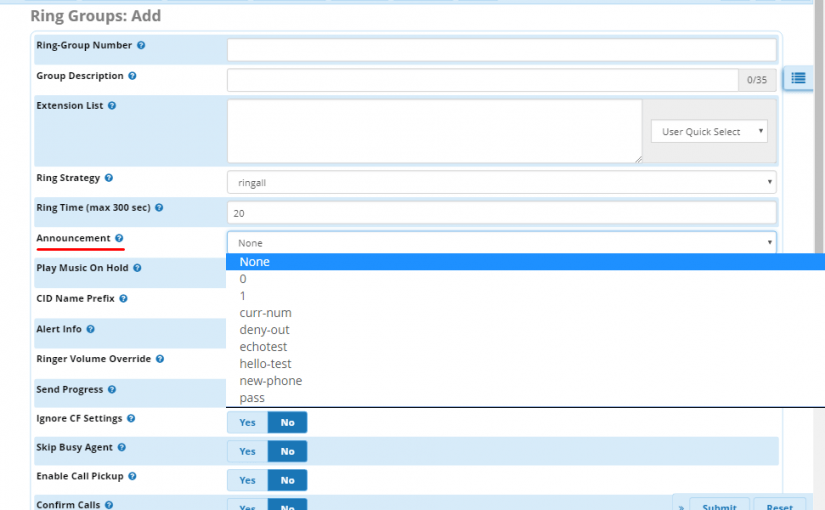 Ring Groups: Add
Ring-Group Number
Group Description 0/35
Extension List
User Quick Select
Ring Strategy ringall
Ring Time (max 300 sec) 20
Announcement None
None
Play Music On Hold
0
1
CID Name Prefix
curr-num
Alert Info deny-out
echotest
Ringer Volume Override hello-test
new-phone
Send Progress
pass
Ignore CF Settings Yes No
Skip Busy Agent Yes No
Enable Call Pickup Yes No
Confirm Calls Yes No » Submit Reset